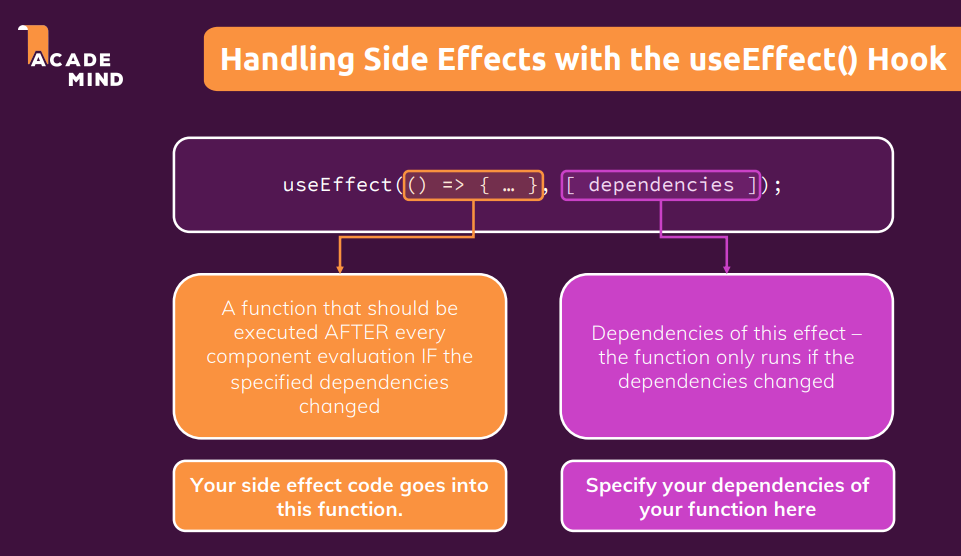 ACADE
MIND
Handling Side Effects with the useEffect() Hook
useEffect(() => { … }, [ dependencies ]);
A function that should be
executed AFTER every
component evaluation IF the
specified dependencies
changed
Dependencies of this effect –
the function only runs if the
dependencies changed
Your side effect code goes into
this function.
Specify your dependencies of
your function here